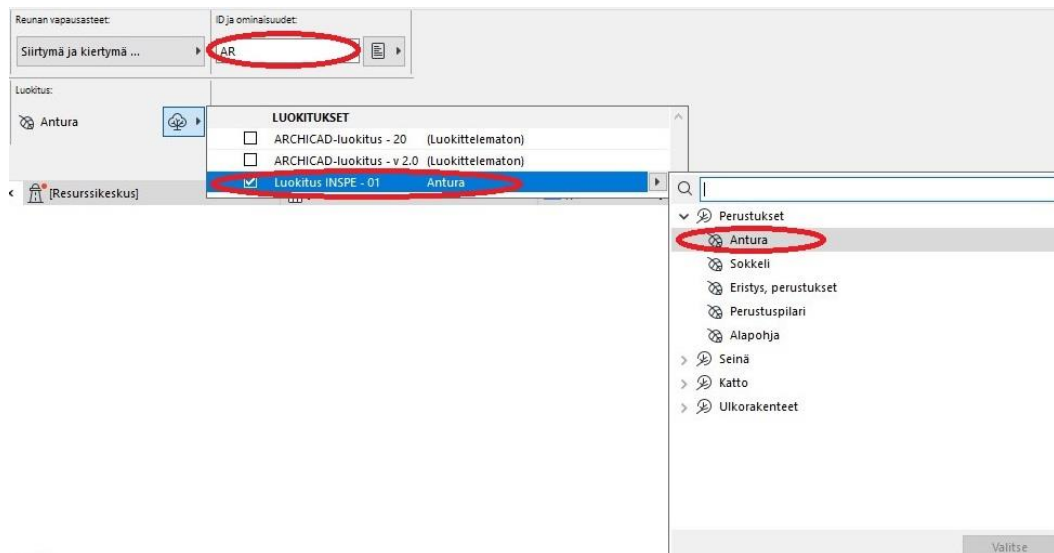 Reunan vapausasteet:
ID ja ominaisuudet:
Siirtymä ja kiertymä ...
AR
Luokitus:
Antura
LUOKITUKSET
ARCHICAD-luokitus - 20 (Luokittelematon)
ARCHICAD-luokitus - v 2.0 (Luokittelematon)
Luokitus INSPE - 01 Antura
[Resurssikeskus]
Perustukset
Antura
Sokkeli
Eristys, perustukset
Perustuspilari
Alapohja
Seinä
Katto
Ulkorakenteet
Valitse